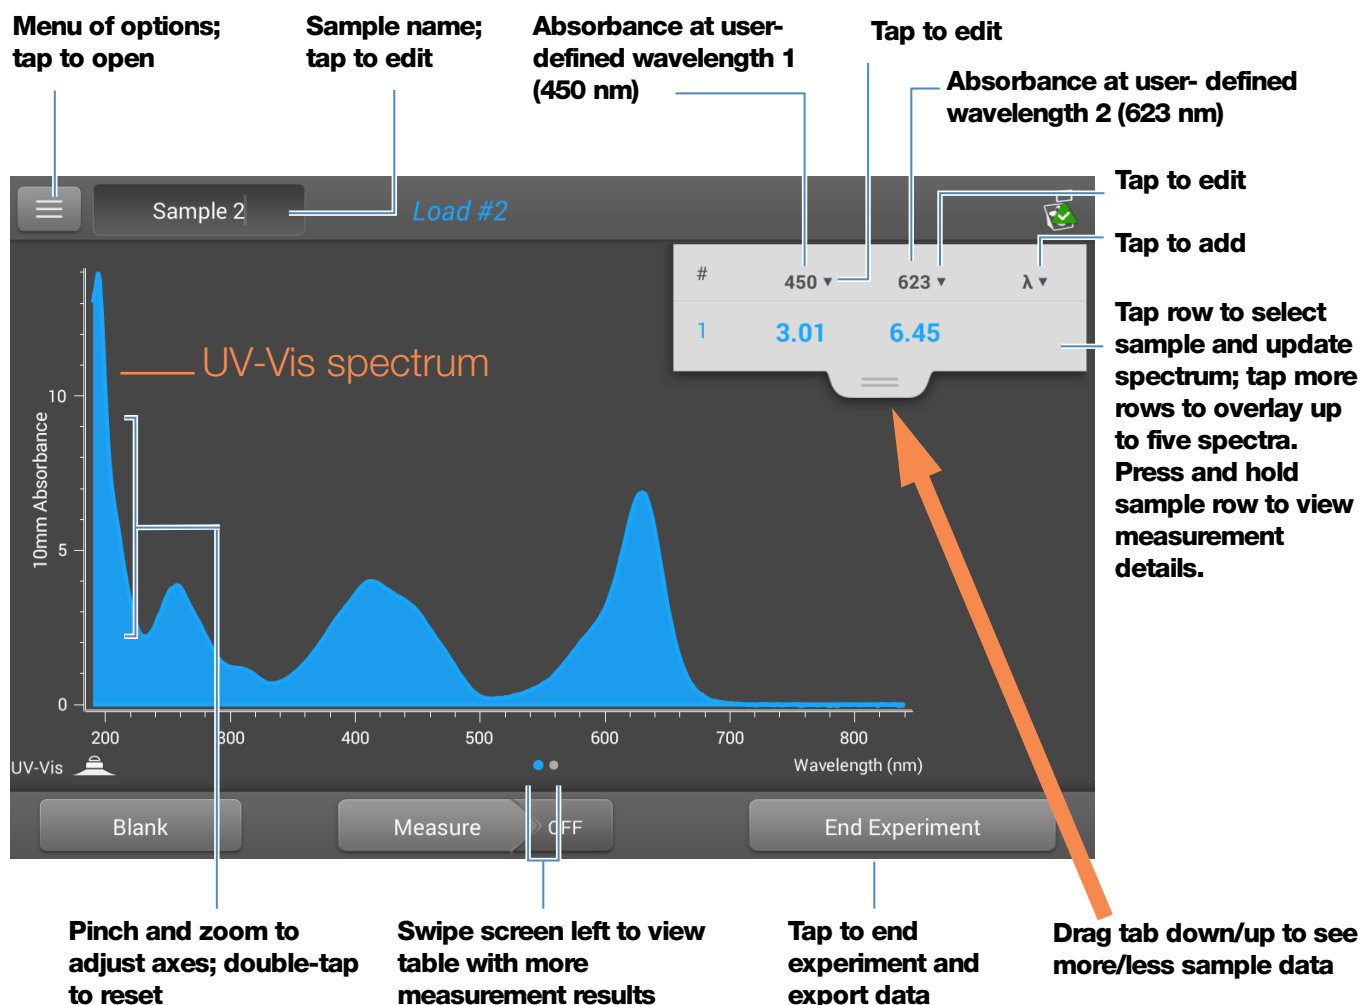 Menu of options;
tap to open
Sample name;
tap to edit
Absorbance at user-
defined wavelength 1
(450 nm)
Tap to edit
Absorbance at user- defined
wavelength 2 (623 nm)
Tap to edit
Tap to add
Tap row to select
sample and update
spectrum; tap more
rows to overlay up
to five spectra.
Press and hold
sample row to view
measurement
details.
Sample 2
Load #2
# 450 ▼ 623 ▼ λ ▼
1 3.01 6.45
UV-Vis spectrum
10mm Absorbance
10
5
0
200 300 400 500 600 700 800
UV-Vis
Wavelength (nm)
Blank
Measure
OFF
End Experiment
Pinch and zoom to
adjust axes; double-tap
to reset
Swipe screen left to view
table with more
measurement results
Tap to end
experiment and
export data
Drag tab down/up to see
more/less sample data